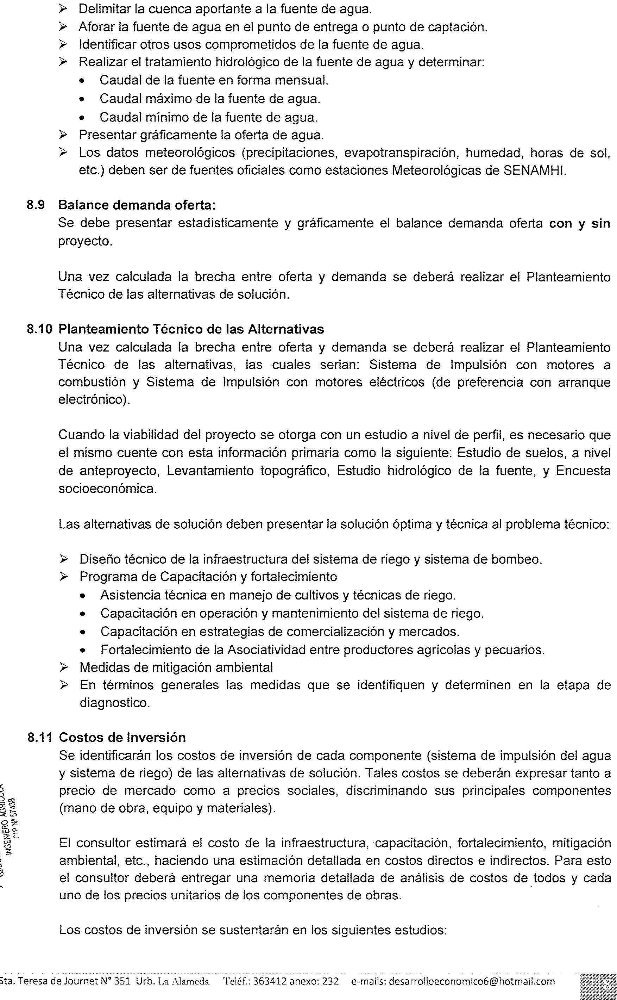 ➢ Delimitar la cuenca aportante a la fuente de agua.
➢ Aforar la fuente de agua en el punto de entrega o punto de captación.
➢ Identificar otros usos comprometidos de la fuente de agua.
➢ Realizar el tratamiento hidrológico de la fuente de agua y determinar:
• Caudal de la fuente en forma mensual.
• Caudal máximo de la fuente de agua.
• Caudal mínimo de la fuente de agua.
➢ Presentar gráficamente la oferta de agua.
➢ Los datos meteorológicos (precipitaciones, evapotranspiración, humedad, horas de sol,
etc.) deben ser de fuentes oficiales como estaciones Meteorológicas de SENAMHI.
8.9 Balance demanda oferta:
Se debe presentar estadísticamente y gráficamente el balance demanda oferta con y sin
proyecto.
Una vez calculada la brecha entre oferta y demanda se deberá realizar el Planteamiento
Técnico de las alternativas de solución.
8.10 Planteamiento Técnico de las Alternativas
Una vez calculada la brecha entre oferta y demanda se deberá realizar el Planteamiento
Técnico de las alternativas, las cuales serian: Sistema de Impulsión con motores a
combustión y Sistema de Impulsión con motores eléctricos (de preferencia con arranque
electrónico).
Cuando la viabilidad del proyecto se otorga con un estudio a nivel de perfil, es necesario que
el mismo cuente con esta información primaria como la siguiente: Estudio de suelos, a nivel
de anteproyecto, Levantamiento topográfico, Estudio hidrológico de la fuente, y Encuesta
socioeconómica.
Las alternativas de solución deben presentar la solución óptima y técnica al problema técnico:
➢ Diseño técnico de la infraestructura del sistema de riego y sistema de bombeo.
➢ Programa de Capacitación y fortalecimiento
• Asistencia técnica en manejo de cultivos y técnicas de riego.
• Capacitación en operación y mantenimiento del sistema de riego.
• Capacitación en estrategias de comercialización y mercados.
• Fortalecimiento de la Asociatividad entre productores agrícolas y pecuarios.
➢ Medidas de mitigación ambiental
➢ En términos generales las medidas que se identifiquen y determinen en la etapa de
diagnostico.
8.11 Costos de Inversión
Se identificarán los costos de inversión de cada componente (sistema de impulsión del agua
y sistema de riego) de las alternativas de solución. Tales costos se deberán expresar tanto a
precio de mercado como a precios sociales, discriminando sus principales componentes
(mano de obra, equipo y materiales).
El consultor estimará el costo de la infraestructura, capacitación, fortalecimiento, mitigación
ambiental, etc., haciendo una estimación detallada en costos directos e indirectos. Para esto
el consultor deberá entregar una memoria detallada de análisis de costos de todos y cada
uno de los precios unitarios de los componentes de obras.
Los costos de inversión se sustentarán en los siguientes estudios:
INGENIERO AGRICOLA
CIP Nº 57438
Sta. Teresa de Journet N° 351 Urb. La Alameda Teléf.: 363412 anexo: 232 e-mails: desarrolloeconomico6@hotmail.com 8